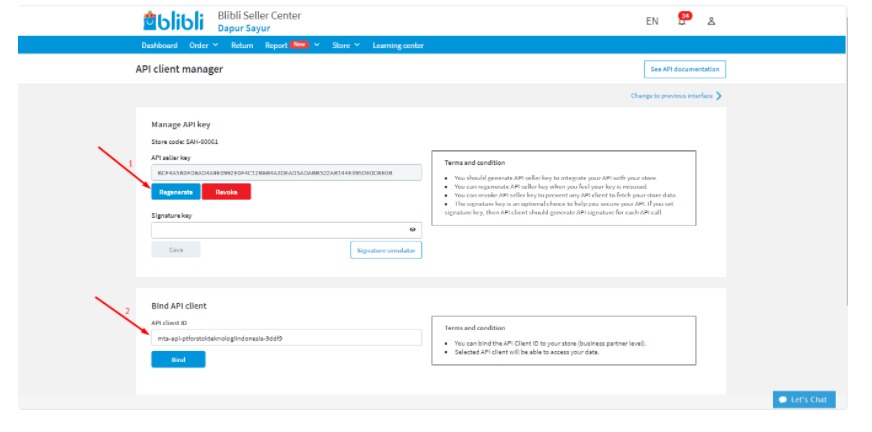 blibli
Blibli Seller Center
Dapur Sayur
EN
34
Dashboard Order Return Report New Store Learning center
API client manager
See API documentation
Change to previous interface
Manage API key
Store code: SAH-60061
API seller key
1
Regenerate
Revoke
Signature key
Save
Signature simulator
Terms and condition
You should generate API seller key to integrate your API with your store.
You can regenerate API seller key when you feel your key is misused.
You can revoke API seller key to prevent any API client to fetch your store data.
The signature key is an optional choice to help you secure your API. If you set
signature key, then API client should generate API signature for each API call.
2
Bind API client
API client ID
mta-api-ptforstokteknologiindonesia-9ddf9
Bind
Terms and condition
You can bind the API Client ID to your store (business partner level).
Selected API client will be able to access your data.
Let's Chat